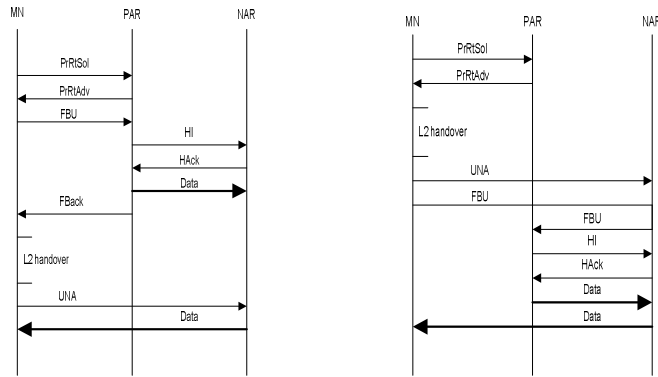 MN PAR NAR
PrRtSol
PrRtAdv
FBU
HI
HAck
Data
FBack
L2 handover
UNA
Data
MN PAR NAR
PrRtSol
PrRtAdv
L2 handover
UNA
FBU
FBU
HI
HAck
Data
Data